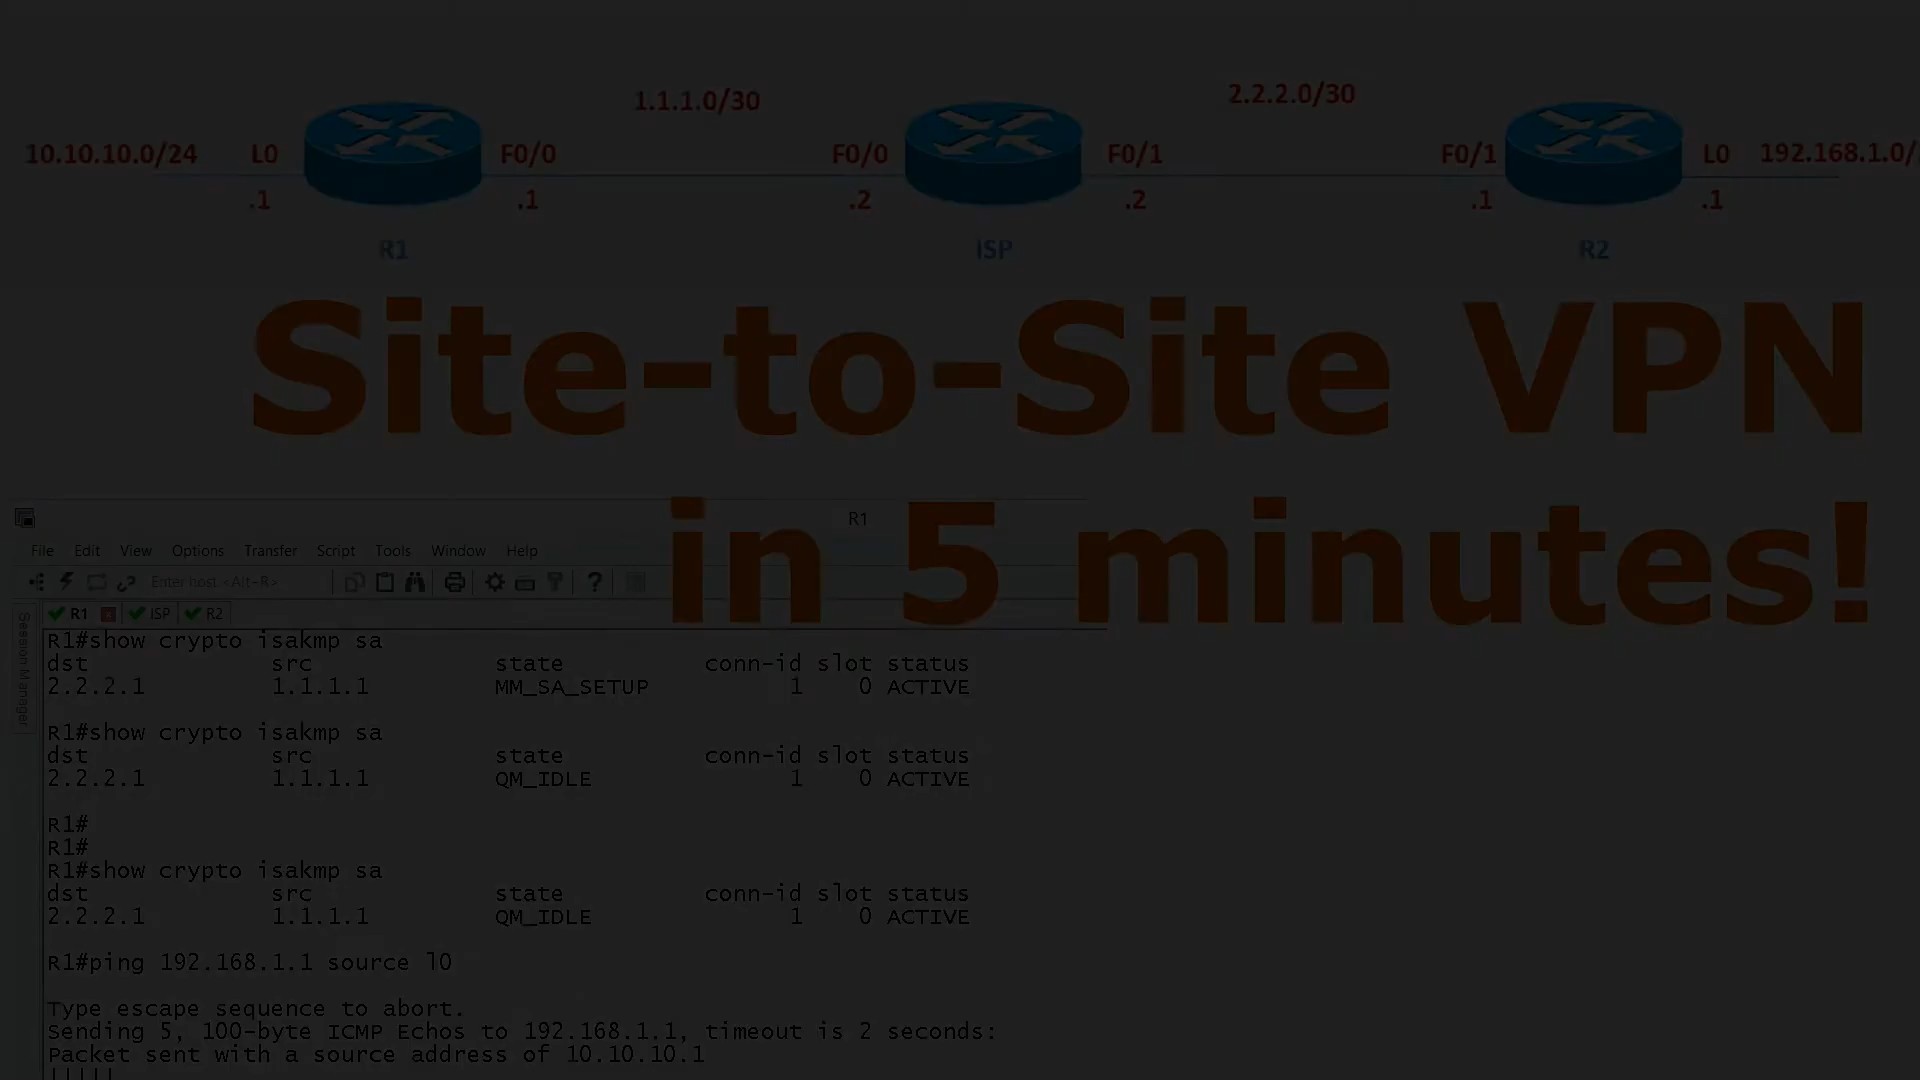 1.1.1.0/30 2.2.2.0/30
10.10.10.0/24 L0 F0/0 F0/0 F0/1 F0/1 L0 192.168.1.0/
.1 .1 .2 .2 .1 .1
R1 ISP R2
Site-to-Site VPN
in 5 minutes!
R1
File Edit View Options Transfer Script Tools Window Help
Enter host <Alt+R>
R1 ISP R2
Session Manager
R1#show crypto isakmp sa
dst src state conn-id slot status
2.2.2.1 1.1.1.1 MM_SA_SETUP 1 0 ACTIVE
R1#show crypto isakmp sa
dst src state conn-id slot status
2.2.2.1 1.1.1.1 QM_IDLE 1 0 ACTIVE
R1#
R1#
R1#show crypto isakmp sa
dst src state conn-id slot status
2.2.2.1 1.1.1.1 QM_IDLE 1 0 ACTIVE
R1#ping 192.168.1.1 source l0
Type escape sequence to abort.
Sending 5, 100-byte ICMP Echos to 192.168.1.1, timeout is 2 seconds:
Packet sent with a source address of 10.10.10.1
!!!!!